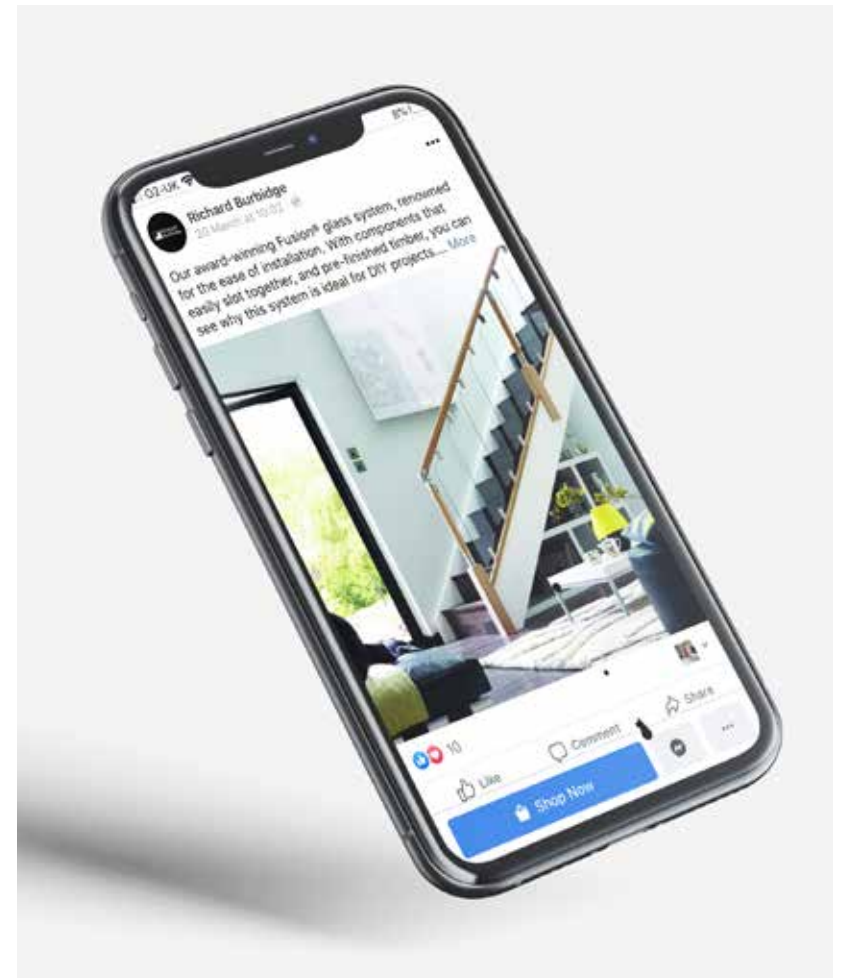 O2-UK
8%
Richard Burbidge
20 March at 10:02
Our award-winning Fusion® glass system, renowned
for the ease of installation. With components that
easily slot together, and pre-finished timber, you can
see why this system is ideal for DIY projects.... More
10
Like
Comment
Share
Shop Now